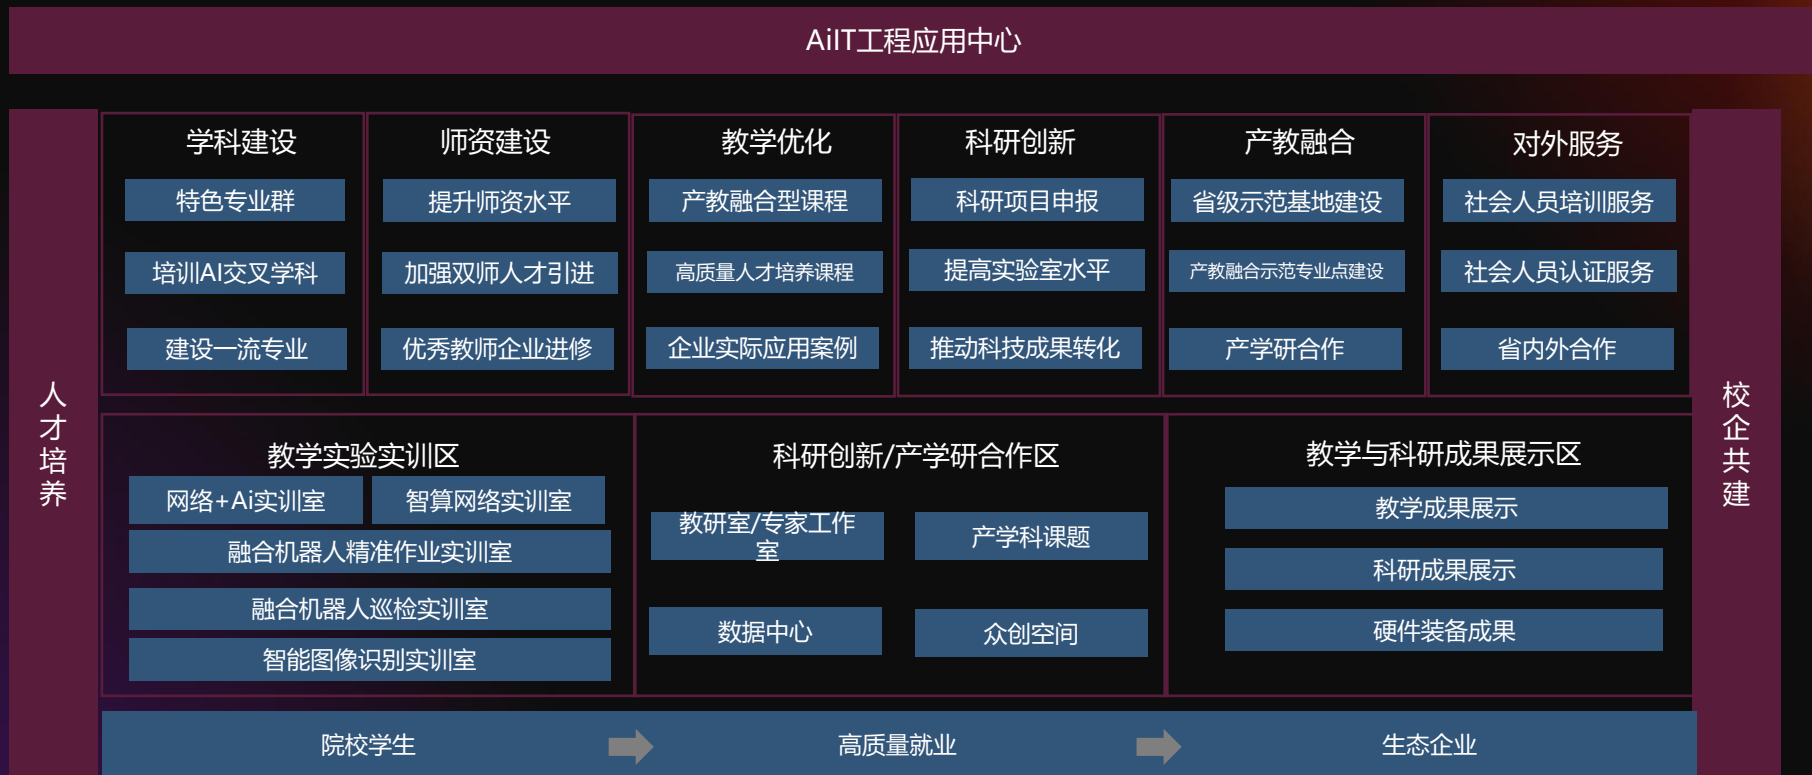 AiIT工程应用中心
人才培养
学科建设
特色专业群
培训AI交叉学科
建设一流专业
师资建设
提升师资水平
加强双师人才引进
优秀教师企业进修
教学优化
产教融合型课程
高质量人才培养课程
企业实际应用案例
科研创新
科研项目申报
提高实验室水平
推动科技成果转化
产教融合
省级示范基地建设
产教融合示范专业点建设
产学研合作
对外服务
社会人员培训服务
社会人员认证服务
省内外合作
教学实验实训区
网络+Ai实训室
智算网络实训室
融合机器人精准作业实训室
融合机器人巡检实训室
智能图像识别实训室
科研创新/产学研合作区
教研室/专家工作
室
产学科课题
数据中心
众创空间
教学与科研成果展示区
教学成果展示
科研成果展示
硬件装备成果
校企共建
院校学生
高质量就业
生态企业